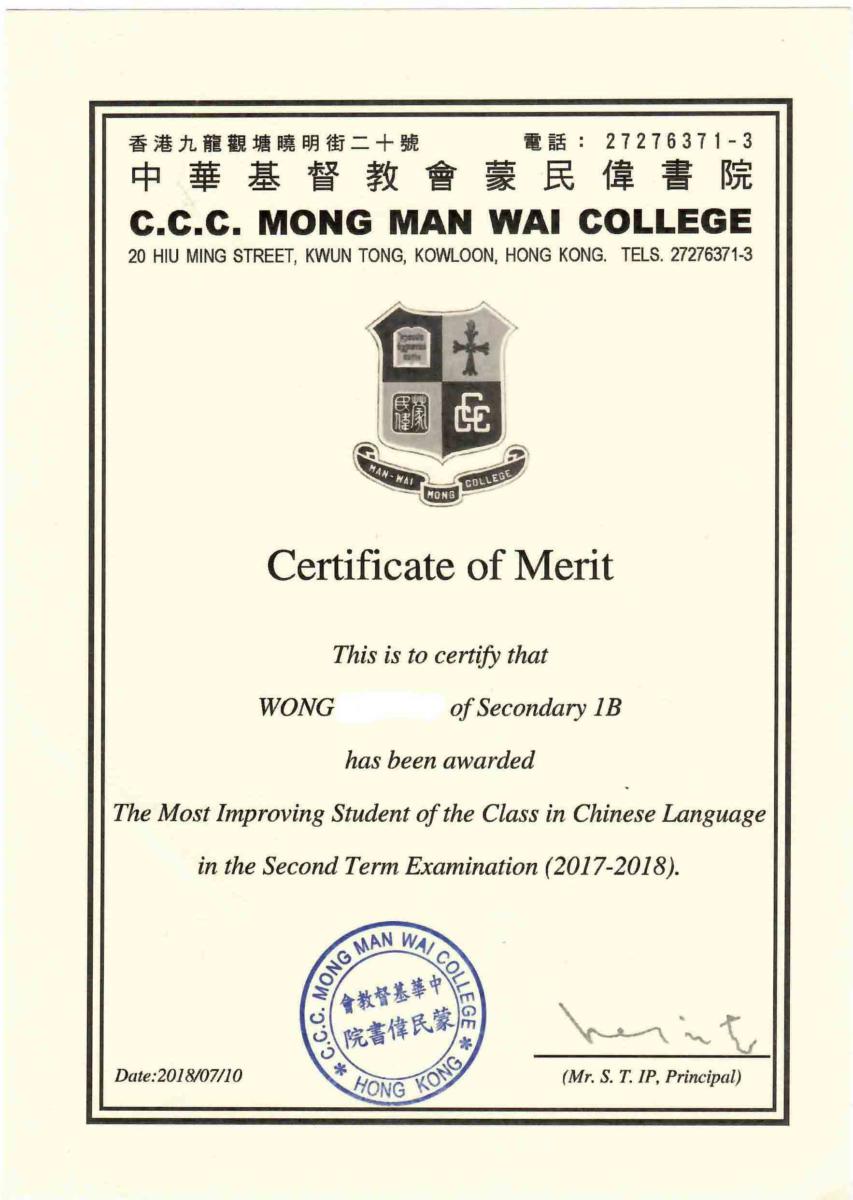 香港九龍觀塘曉明街二十號 電話：27276371-3
中華基督教會蒙民偉書院
C.C.C. MONG MAN WAI COLLEGE
20 HIU MING STREET, KWUN TONG, KOWLOON, HONG KONG. TELS. 27276371-3
民偉 蒙 CCC
MAN-WAI MONG COLLEGE
Certificate of Merit
This is to certify that
WONG of Secondary 1B
has been awarded
The Most Improving Student of the Class in Chinese Language
in the Second Term Examination (2017-2018).
C.C.C. MONG MAN WAI COLLEGE
中華基督教會
蒙民偉書院
* HONG KONG *
Date:2018/07/10
(Mr. S. T. IP, Principal)